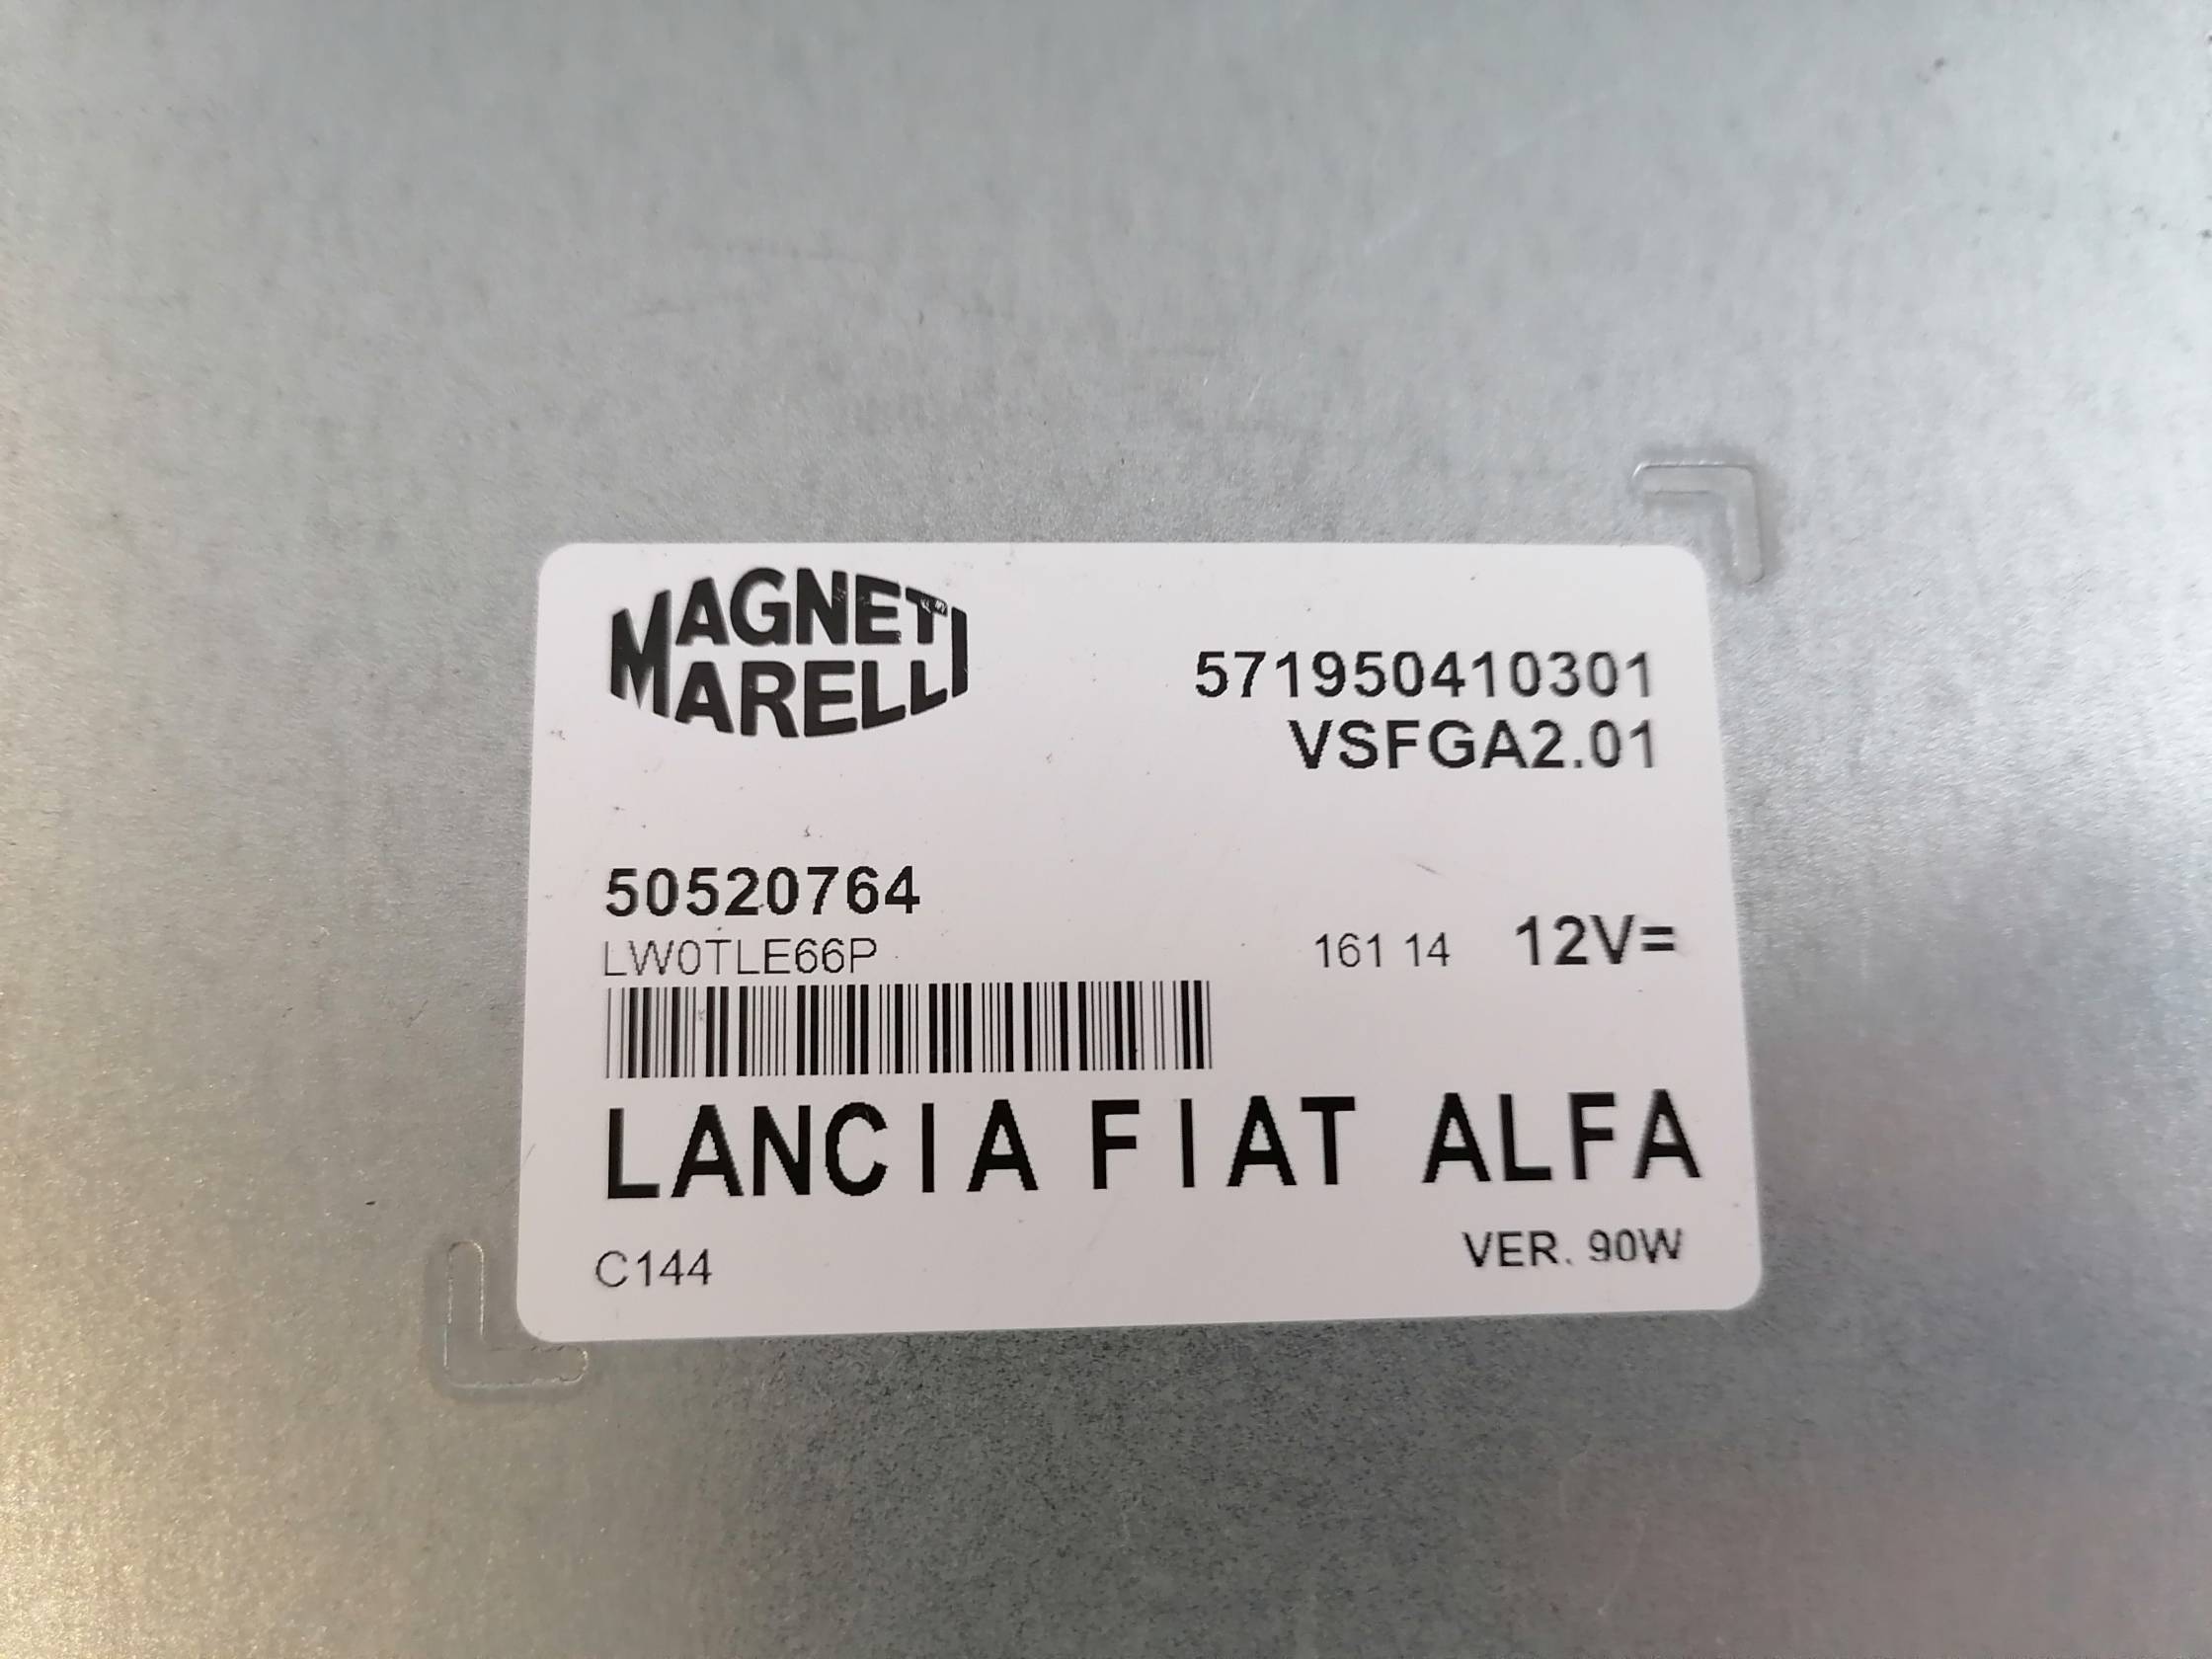 MAGNETI
MARELLI
571950410301
VSFGA2.01
50520764
LW0TLE66P
161 14 12V=
LANCIA FIAT ALFA
C144
VER. 90W